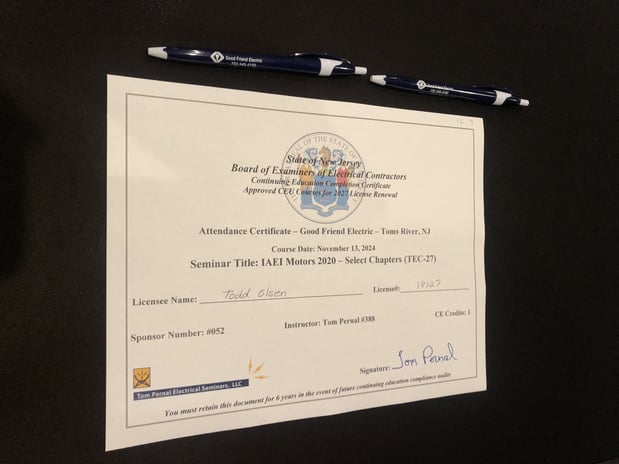 Good Friend Electric
Good Friend Electric
State of New Jersey
Board of Examiners of Electrical Contractors
Continuing Education Completion Certificate
Approved CEU Courses for 2027 License Renewal
Attendance Certificate – Good Friend Electric – Toms River, NJ
Course Date: November 13, 2024
Seminar Title: IAEI Motors 2020 – Select Chapters (TEC-27)
Licensee Name: Todd Olsen
License#: 18127
Sponsor Number: #052
Instructor: Tom Pernal #388
CE Credits: 1
Tom Pernal Electrical Seminars, LLC
Signature: Tom Pernal
You must retain this document for 6 years in the event of future continuing education compliance audits